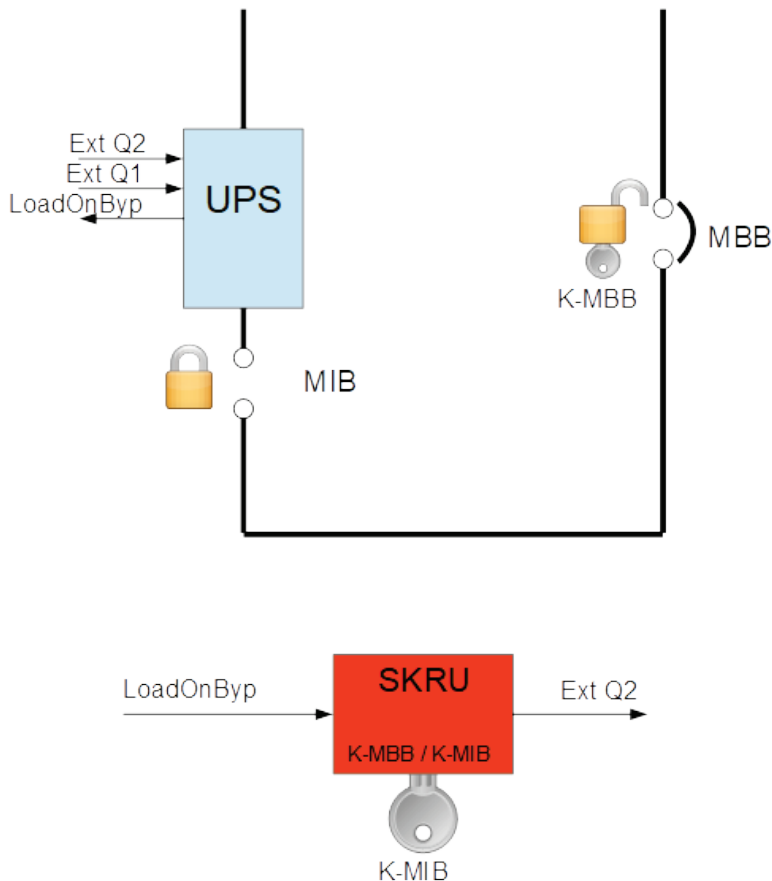 Ext Q2
Ext Q1
LoadOnByp
UPS
MBB
K-MBB
MIB
LoadOnByp
SKRU
Ext Q2
K-MBB / K-MIB
K-MIB